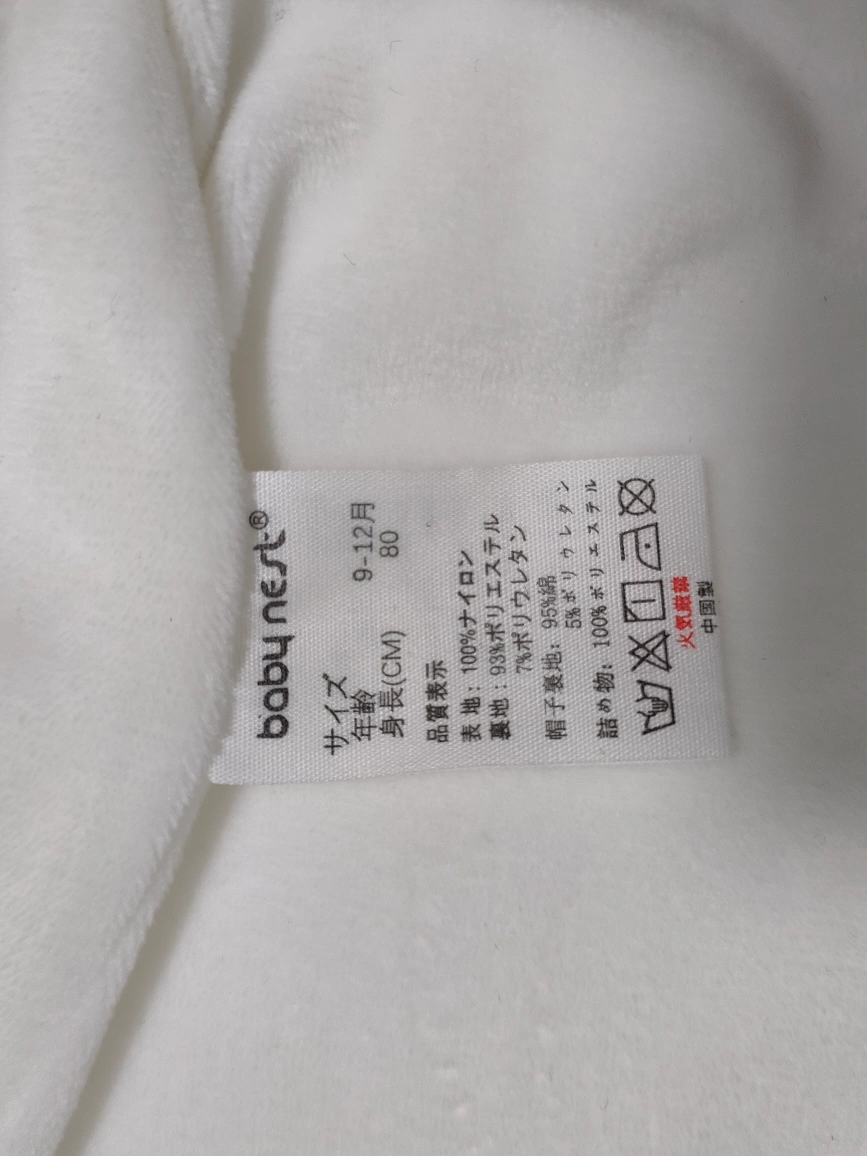 baby nest®
サイズ
年齢 9-12月
身長(CM) 80
品質表示
表地: 100%ナイロン
裏地: 93%ポリエステル
7%ポリウレタン
帽子裏地: 95%綿
5%ポリウレタン
詰め物: 100%ポリエステル
火気厳禁
中国製